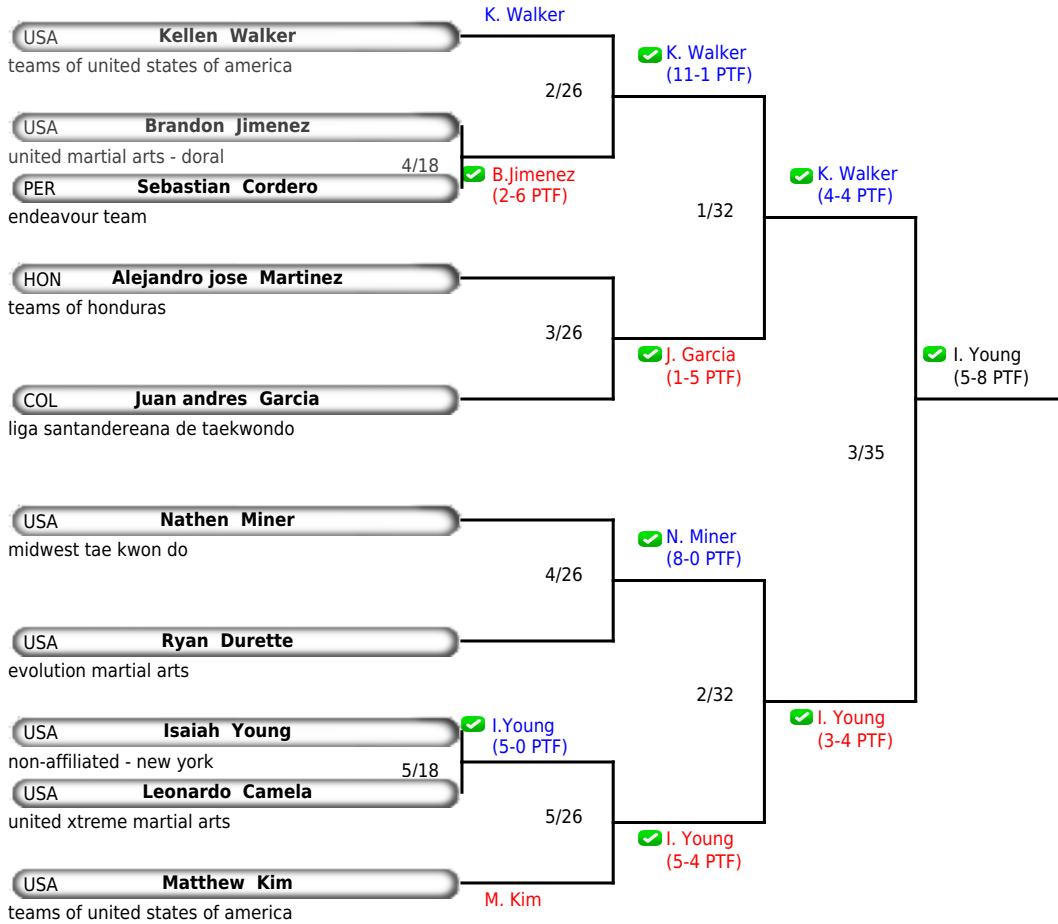 K. Walker
USA Kellen Walker
teams of united states of america
K. Walker
(11-1 PTF)
2/26
USA Brandon Jimenez
united martial arts - doral
4/18
B.Jimenez
(2-6 PTF)
PER Sebastian Cordero
endeavour team
K. Walker
(4-4 PTF)
1/32
HON Alejandro jose Martinez
teams of honduras
3/26
J. Garcia
(1-5 PTF)
I. Young
(5-8 PTF)
COL Juan andres Garcia
liga santandereana de taekwondo
3/35
USA Nathen Miner
midwest tae kwon do
N. Miner
(8-0 PTF)
4/26
USA Ryan Durette
evolution martial arts
2/32
I. Young
(3-4 PTF)
USA Isaiah Young
non-affiliated - new york
I.Young
(5-0 PTF)
5/18
USA Leonardo Camela
united xtreme martial arts
5/26
I. Young
(5-4 PTF)
USA Matthew Kim
teams of united states of america
M. Kim